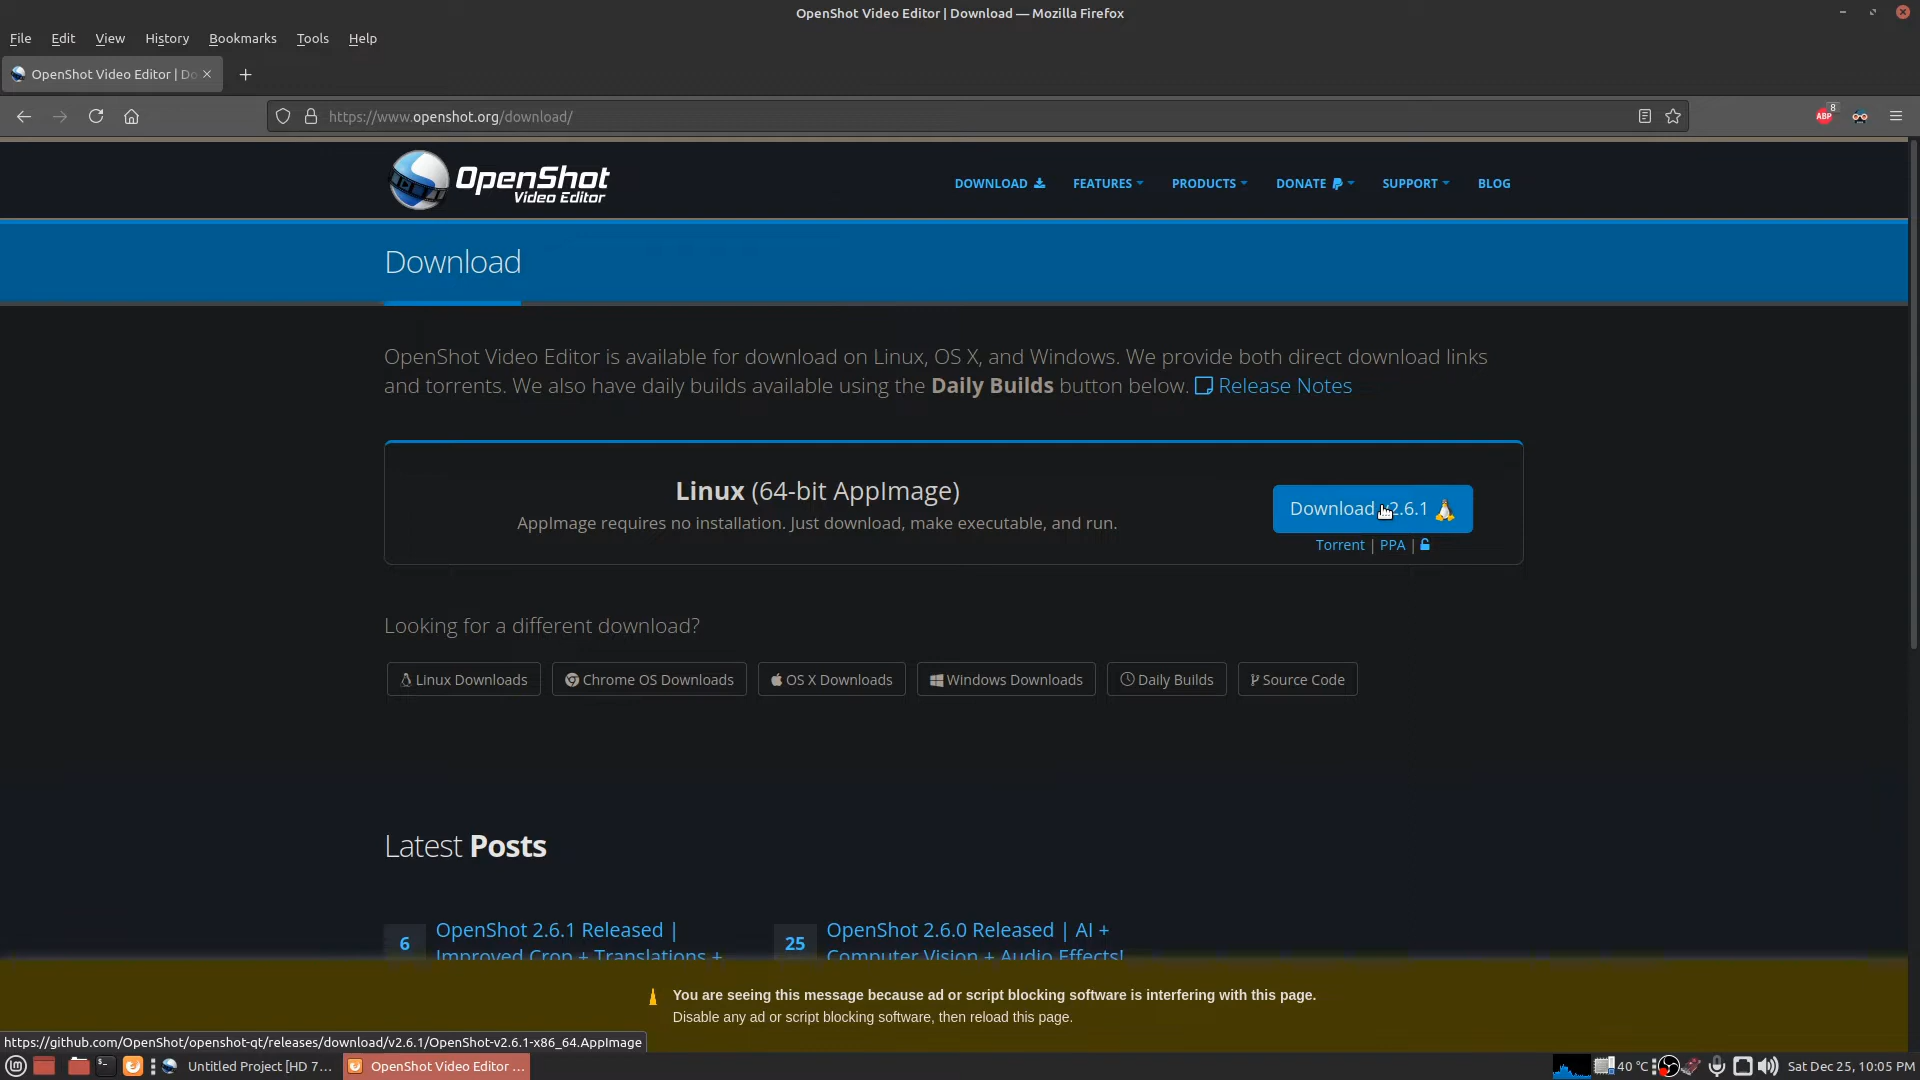 OpenShot Video Editor | Download — Mozilla Firefox
File Edit View History Bookmarks Tools Help
OpenShot Video Editor | Do
https://www.openshot.org/download/
8
ABP
OpenShot
Video Editor
DOWNLOAD FEATURES PRODUCTS DONATE SUPPORT BLOG
Download
OpenShot Video Editor is available for download on Linux, OS X, and Windows. We provide both direct download links
and torrents. We also have daily builds available using the Daily Builds button below. Release Notes
Linux (64-bit AppImage)
AppImage requires no installation. Just download, make executable, and run.
Download v2.6.1
Torrent | PPA |
Looking for a different download?
Linux Downloads Chrome OS Downloads OS X Downloads Windows Downloads Daily Builds Source Code
Latest Posts
6
OpenShot 2.6.1 Released |
Improved Crop + Translations +
25
OpenShot 2.6.0 Released | AI +
Computer Vision + Audio Effects!
You are seeing this message because ad or script blocking software is interfering with this page.
Disable any ad or script blocking software, then reload this page.
https://github.com/OpenShot/openshot-qt/releases/download/v2.6.1/OpenShot-v2.6.1-x86_64.AppImage
Untitled Project [HD 7... OpenShot Video Editor ... 40 °C Sat Dec 25, 10:05 PM